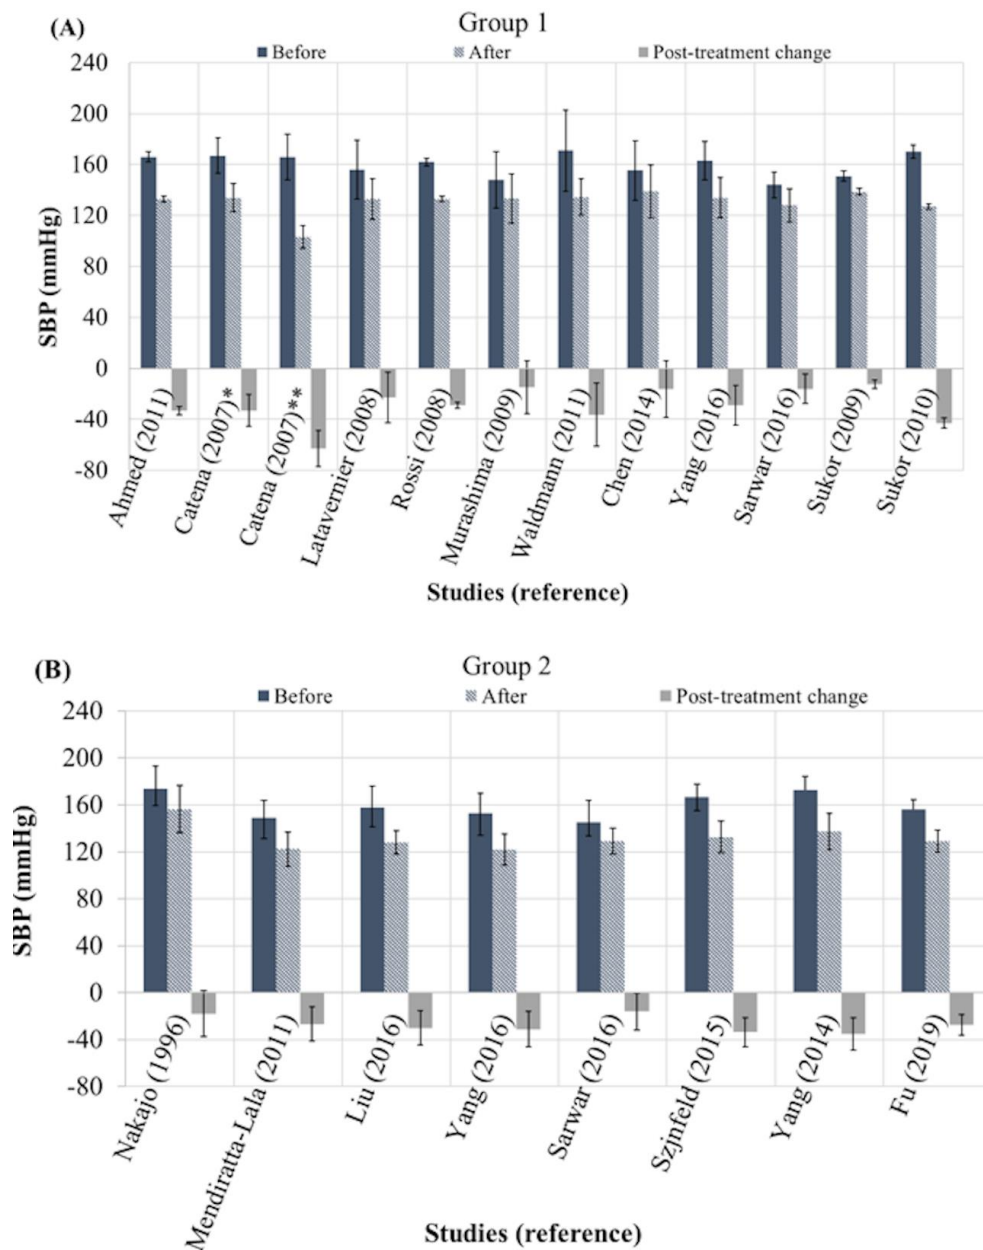 (A)
Group 1
Before After Post-treatment change
240
200
160
120
80
40
0
-40
-80
SBP (mmHg)
Ahmed (2011)
Catena (2007)*
Catena (2007)**
Latavernier (2008)
Rossi (2008)
Murashima (2009)
Waldmann (2011)
Chen (2014)
Yang (2016)
Sarwar (2016)
Sukor (2009)
Sukor (2010)
Studies (reference)
(B)
Group 2
Before After Post-treatment change
240
200
160
120
80
40
0
-40
-80
SBP (mmHg)
Nakajo (1996)
Mendiratta-Lala (2011)
Liu (2016)
Yang (2016)
Sarwar (2016)
Szjnfeld (2015)
Yang (2014)
Fu (2019)
Studies (reference)